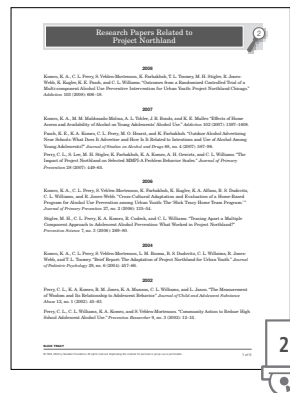 Research Papers Related to
Project Northland
2
2008
Komro, K. A., C. L. Perry, S. Veblen-Mortenson, K. Farbakhsh, T. L. Toomey, M. H. Stigler, R. Jones-
Webb, K. C. Kugler, K. E. Pasch, and C. L. Williams. "Outcomes from a Randomized Controlled Trial of a
Multi-component Alcohol Use Preventive Intervention for Urban Youth: Project Northland Chicago."
Addiction 103 (2008): 606–18.
2007
Komro, K. A., M. M. Maldonado-Molina, A. L. Tobler, J. R. Bonds, and K. E. Muller. "Effects of Home
Access and Availability of Alcohol on Young Adolescents' Alcohol Use." Addiction 102 (2007): 1597–1608.
Pasch, K. E., K. A. Komro, C. L. Perry, M. O. Hearst, and K. Farbakhsh. "Outdoor Alcohol Advertising
Near Schools: What Does It Advertise and How Is It Related to Intentions and Use of Alcohol Among
Young Adolescents?" Journal of Studies on Alcohol and Drugs 68, no. 4 (2007): 587–96.
Perry, C. L., S. Lee, M. H. Stigler, K. Farbakhsh, K. A. Komro, A. H. Gewirtz, and C. L. Williams. "The
Impact of Project Northland on Selected MMPI-A Problem Behavior Scales." Journal of Primary
Prevention 28 (2007): 449–65.
2006
Komro, K. A., C. L. Perry, S. Veblen-Mortenson, K. Farbakhsh, K. C. Kugler, K. A. Alfano, B. S. Dudovitz,
C. L. Williams, and R. Jones-Webb. "Cross-Cultural Adaptation and Evaluation of a Home-Based
Program for Alcohol Use Prevention among Urban Youth: The 'Slick Tracy Home Team Program.'"
Journal of Primary Prevention 27, no. 2 (2006): 135–54.
Stigler, M. H., C. L. Perry, K. A. Komro, R. Cudeck, and C. L. Williams. "Teasing Apart a Multiple
Component Approach to Adolescent Alcohol Prevention: What Worked in Project Northland?"
Prevention Science 7, no. 3 (2006): 269–80.
2004
Komro, K. A., C. L. Perry, S. Veblen-Mortenson, L. M. Bosma, B. S. Dudovitz, C. L. Williams, R. Jones-
Webb, and T. L. Toomey. "Brief Report: The Adaptation of Project Northland for Urban Youth." Journal
of Pediatric Psychology 29, no. 6 (2004): 457–66.
2002
Perry, C. L., K. A. Komro, R. M. Jones, K. A. Munson, C. L. Williams, and L. Jason. "The Measurement
of Wisdom and Its Relationship to Adolescent Behavior." Journal of Child and Adolescent Substance
Abuse 12, no. 1 (2002): 45–63.
Perry, C. L., C. L. Williams, K. A. Komro, and S. Veblen-Mortenson. "Community Action to Reduce High
School Adolescent Alcohol Use." Prevention Researcher 9, no. 3 (2002): 12–15.
SLICK TRACY
1 of 5
2